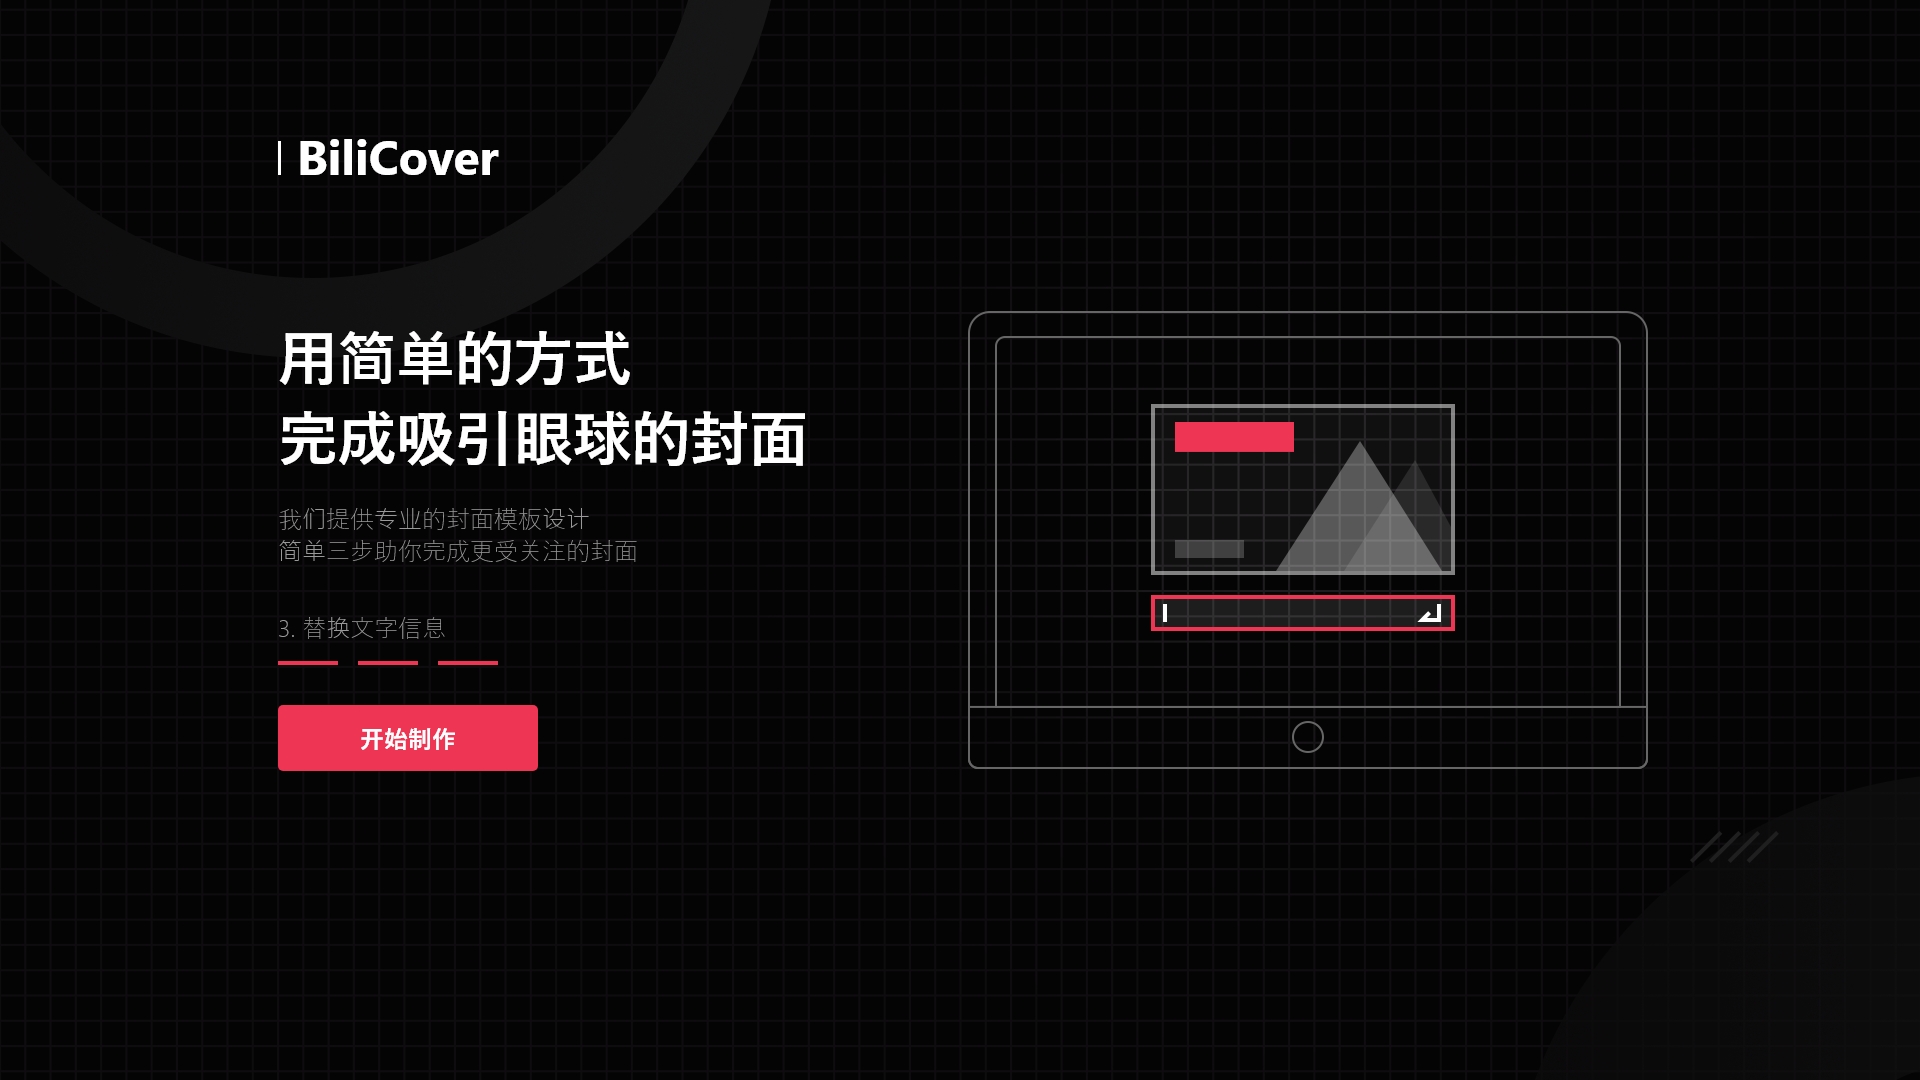 BiliCover
用简单的方式
完成吸引眼球的封面
我们提供专业的封面模板设计
简单三步助你完成更受关注的封面
3. 替换文字信息
开始制作